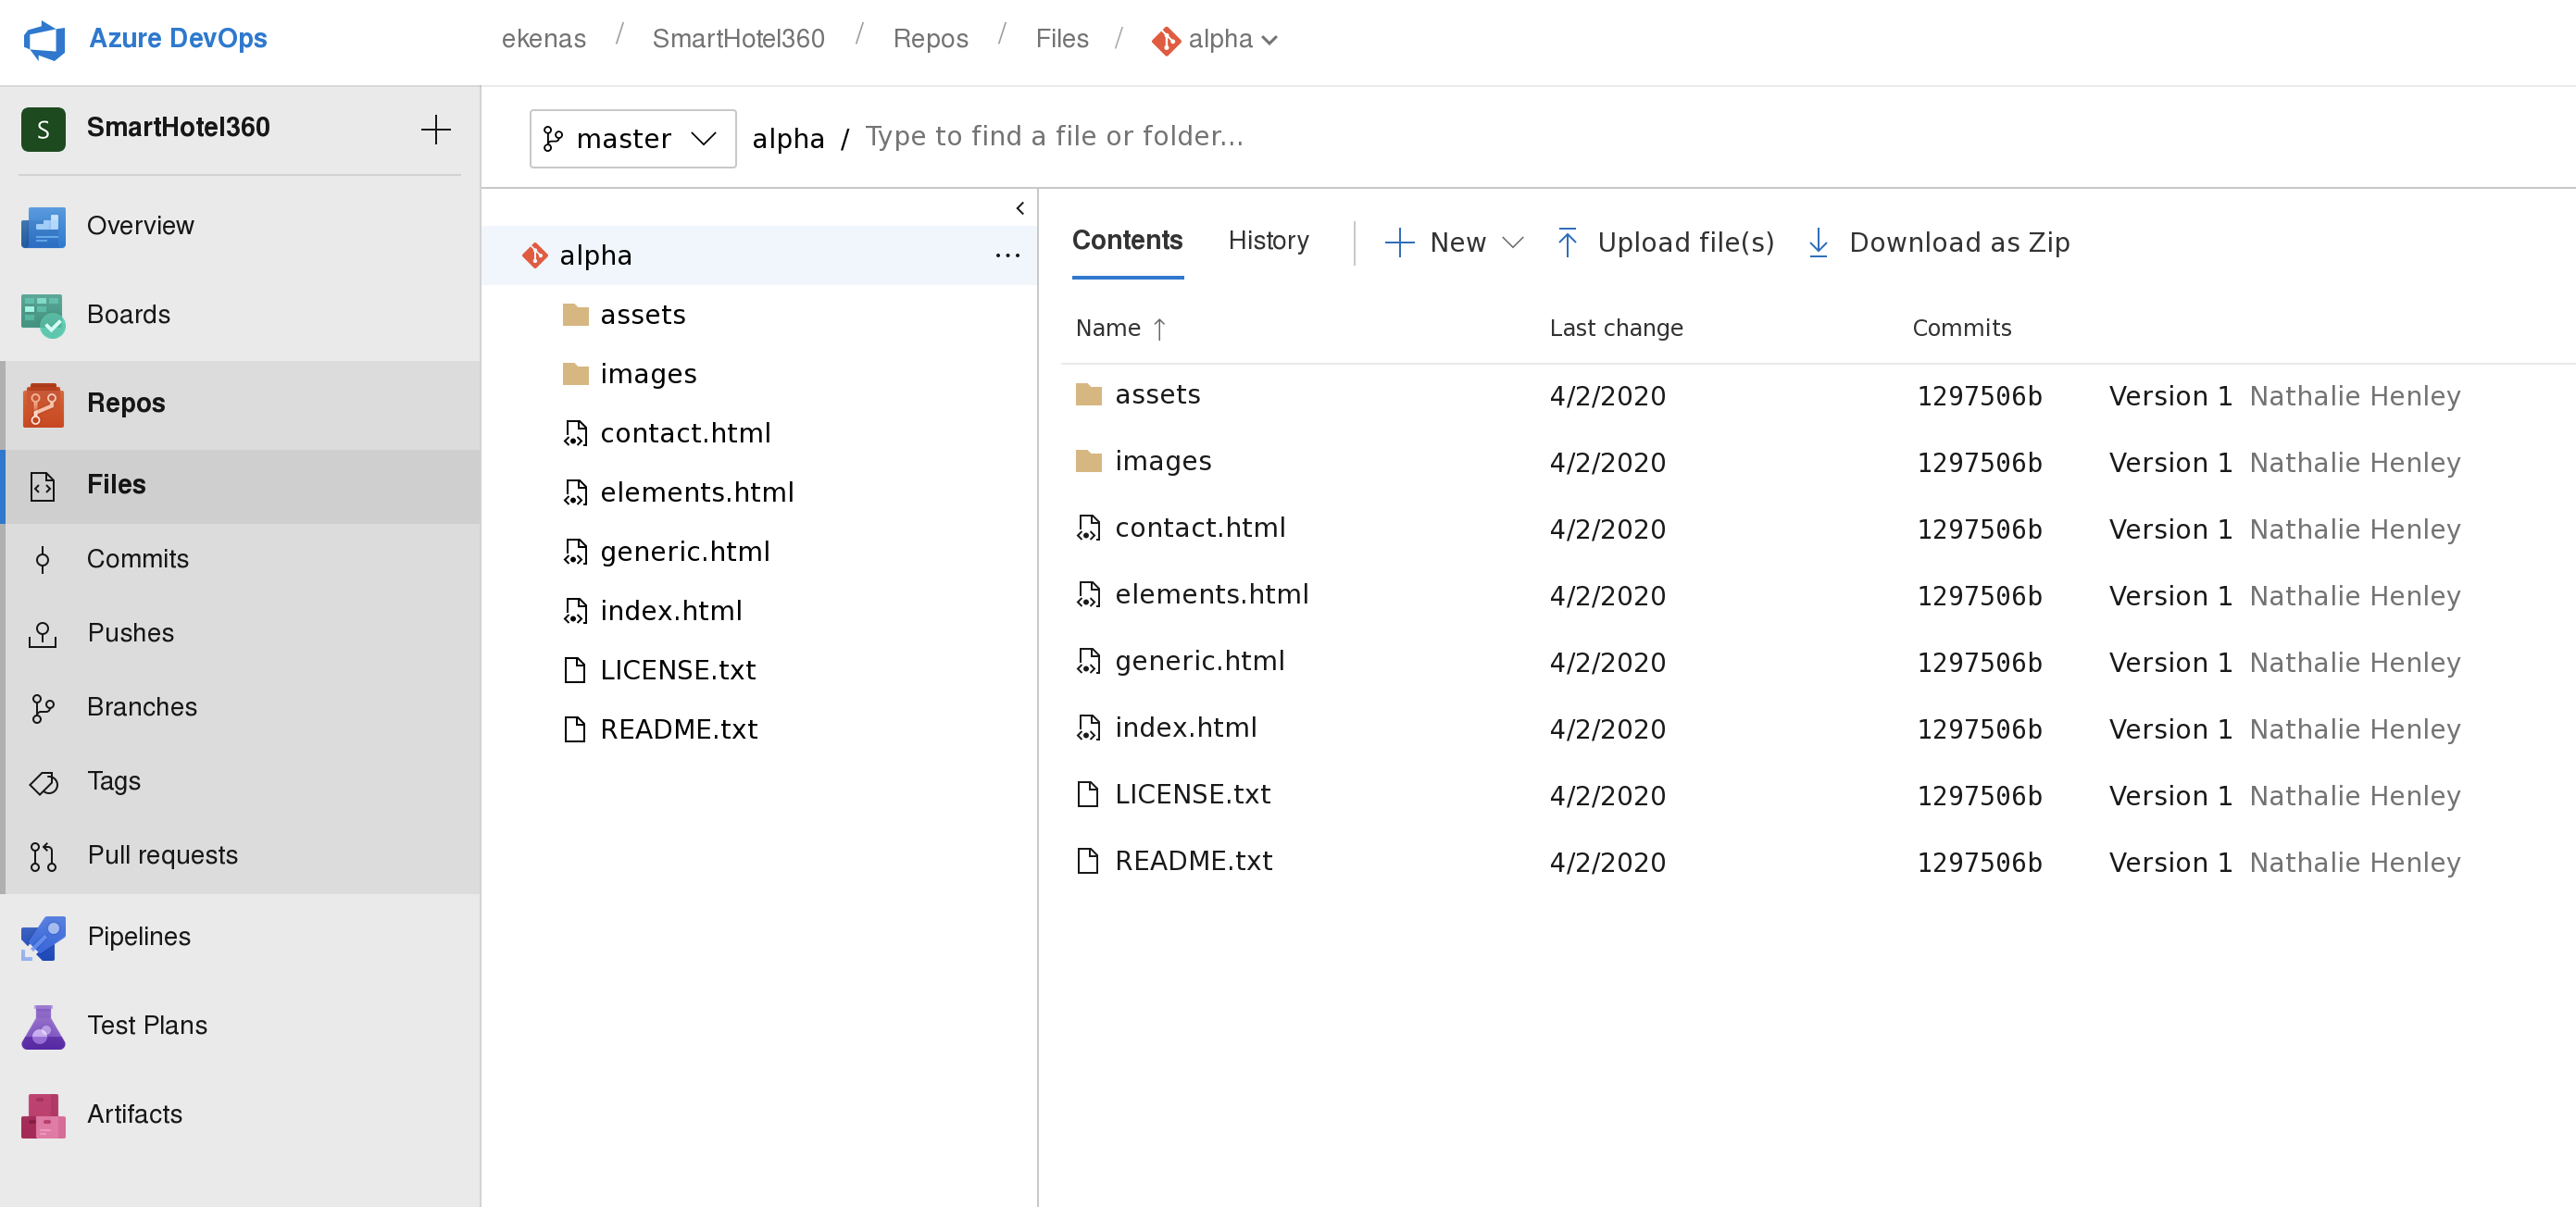 Azure DevOps
ekenas / SmartHotel360 / Repos / Files / alpha
S SmartHotel360
Overview
Boards
Repos
Files
Commits
Pushes
Branches
Tags
Pull requests
Pipelines
Test Plans
Artifacts
master alpha / Type to find a file or folder...
alpha ...
assets
images
contact.html
elements.html
generic.html
index.html
LICENSE.txt
README.txt
Contents History New Upload file(s) Download as Zip
Name ↑ Last change Commits
assets 4/2/2020 1297506b Version 1 Nathalie Henley
images 4/2/2020 1297506b Version 1 Nathalie Henley
contact.html 4/2/2020 1297506b Version 1 Nathalie Henley
elements.html 4/2/2020 1297506b Version 1 Nathalie Henley
generic.html 4/2/2020 1297506b Version 1 Nathalie Henley
index.html 4/2/2020 1297506b Version 1 Nathalie Henley
LICENSE.txt 4/2/2020 1297506b Version 1 Nathalie Henley
README.txt 4/2/2020 1297506b Version 1 Nathalie Henley